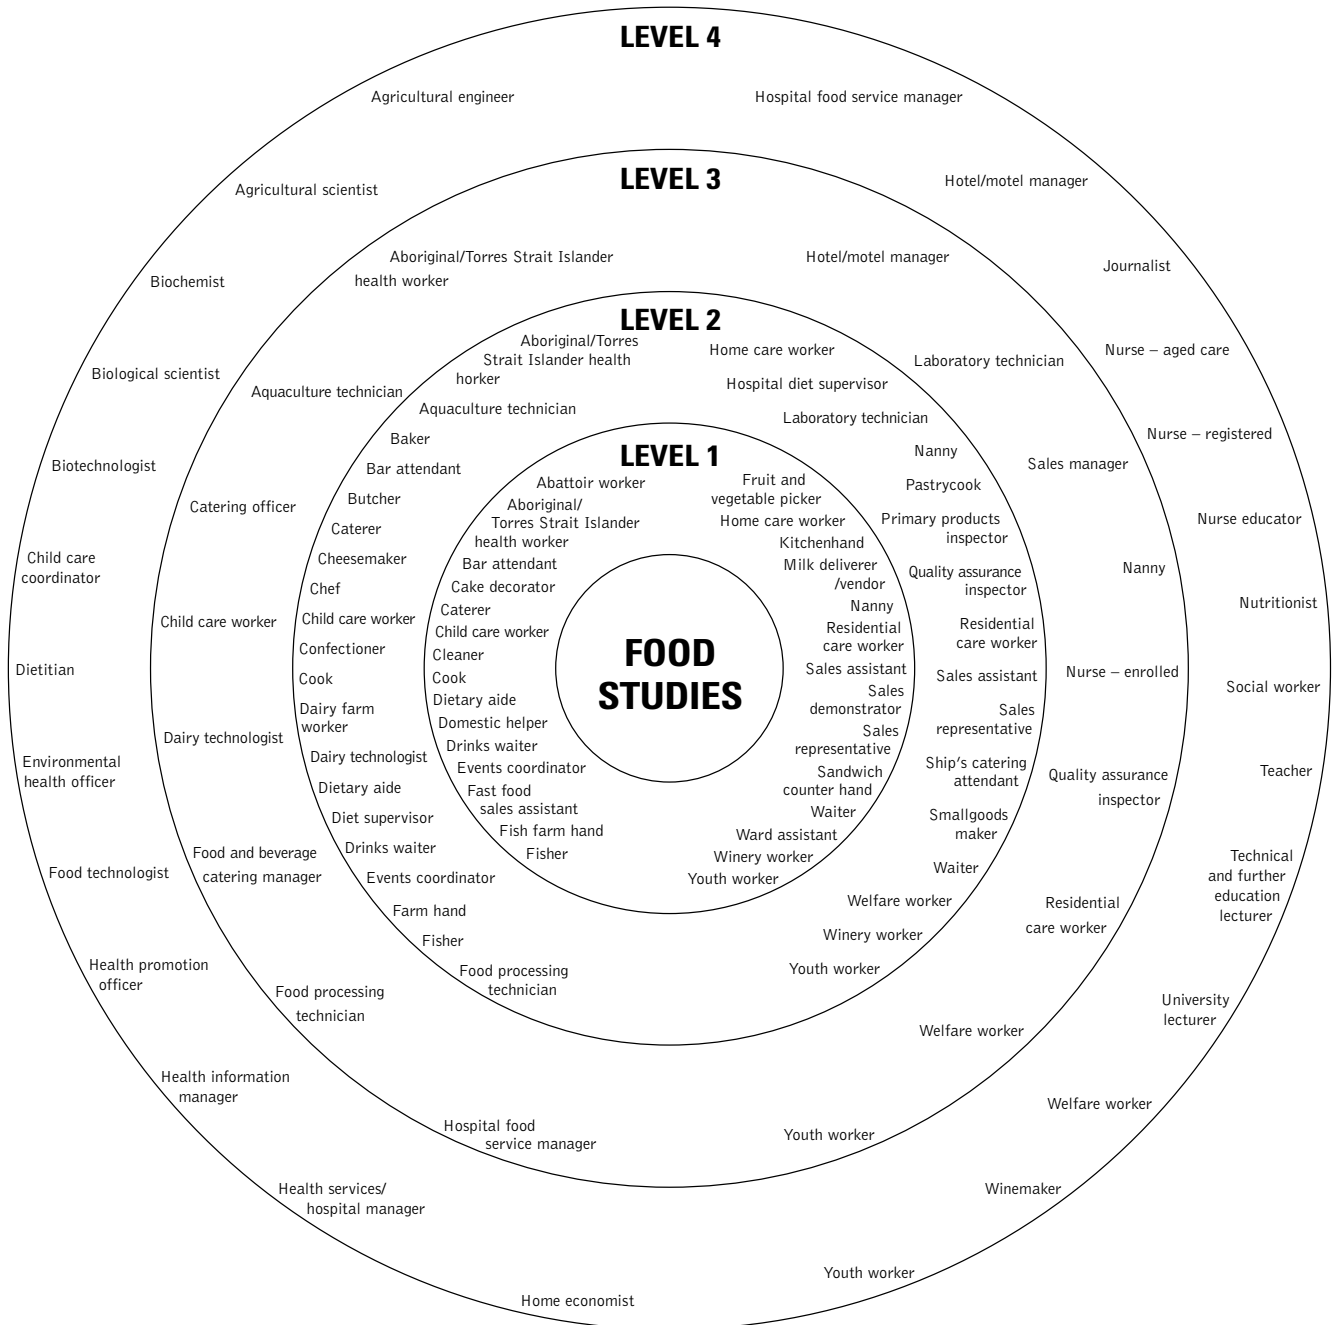 LEVEL 4
Agricultural engineer
Agricultural scientist
Biochemist
Biological scientist
Biotechnologist
Child care
coordinator
Dietitian
Environmental
health officer
Food technologist
Health promotion
officer
Health information
manager
Health services/
hospital manager
Home economist
Hospital food service manager
Hotel/motel manager
Journalist
Nurse – aged care
Nurse – registered
Nurse educator
Nutritionist
Social worker
Teacher
Technical
and further
education
lecturer
University
lecturer
Welfare worker
Winemaker
Youth worker
LEVEL 3
Aboriginal/Torres Strait Islander
health worker
Aquaculture technician
Catering officer
Child care worker
Dairy technologist
Food and beverage
catering manager
Food processing
technician
Hospital food
service manager
Hotel/motel manager
Laboratory technician
Sales manager
Nanny
Nurse – enrolled
Quality assurance
inspector
Residential
care worker
Welfare worker
Youth worker
LEVEL 2
Aboriginal/Torres
Strait Islander health
horker
Aquaculture technician
Baker
Bar attendant
Butcher
Caterer
Cheesemaker
Chef
Child care worker
Confectioner
Cook
Dairy farm
worker
Dairy technologist
Dietary aide
Diet supervisor
Drinks waiter
Events coordinator
Farm hand
Fisher
Food processing
technician
Home care worker
Hospital diet supervisor
Laboratory technician
Nanny
Pastrycook
Primary products
inspector
Quality assurance
inspector
Residential
care worker
Sales assistant
Sales
representative
Ship's catering
attendant
Smallgoods
maker
Waiter
Welfare worker
Winery worker
Youth worker
LEVEL 1
Abattoir worker
Aboriginal/
Torres Strait Islander
health worker
Bar attendant
Cake decorator
Caterer
Child care worker
Cleaner
Cook
Dietary aide
Domestic helper
Drinks waiter
Events coordinator
Fast food
sales assistant
Fish farm hand
Fisher
Fruit and
vegetable picker
Home care worker
Kitchenhand
Milk deliverer
/vendor
Nanny
Residential
care worker
Sales assistant
Sales
demonstrator
Sales
representative
Sandwich
counter hand
Waiter
Ward assistant
Winery worker
Youth worker
FOOD
STUDIES